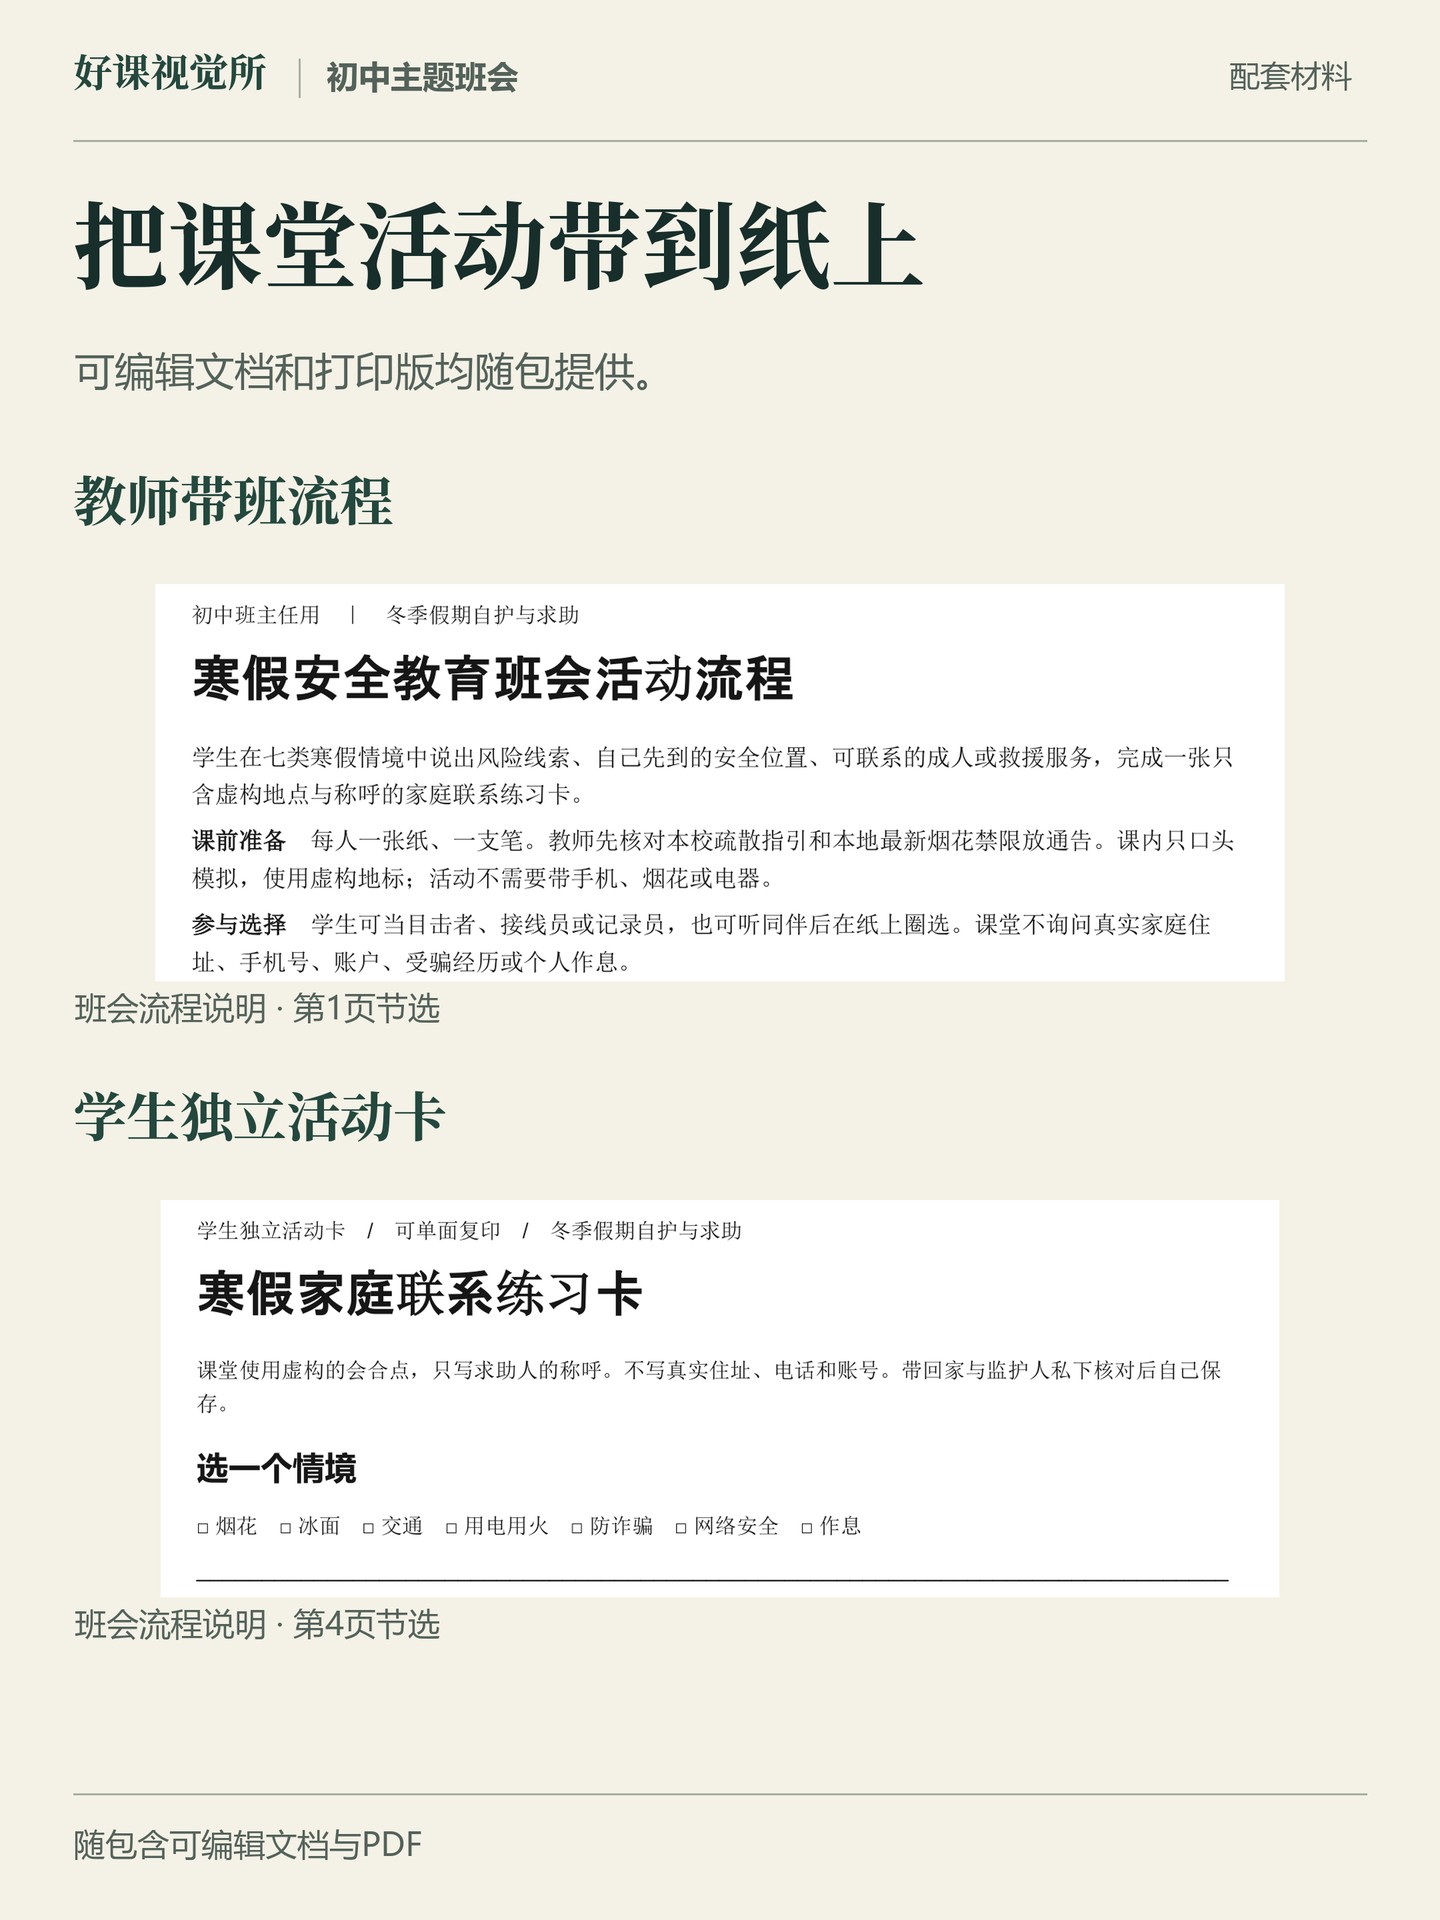 好课视觉所 | 初中主题班会
配套材料
把课堂活动带到纸上
可编辑文档和打印版均随包提供。
教师带班流程
初中班主任用 | 冬季假期自护与求助
寒假安全教育班会活动流程
学生在七类寒假情境中说出风险线索、自己先到的安全位置、可联系的成人或救援服务，完成一张只
含虚构地点与称呼的家庭联系练习卡。
课前准备 每人一张纸、一支笔。教师先核对本校疏散指引和本地最新烟花禁限放通告。课内只口头
模拟，使用虚构地标；活动不需要带手机、烟花或电器。
参与选择 学生可当目击者、接线员或记录员，也可听同伴后在纸上圈选。课堂不询问真实家庭住
址、手机号、账户、受骗经历或个人作息。
班会流程说明 · 第1页节选
学生独立活动卡
学生独立活动卡 / 可单面复印 / 冬季假期自护与求助
寒假家庭联系练习卡
课堂使用虚构的会合点，只写求助人的称呼。不写真实住址、电话和账号。带回家与监护人私下核对后自己保
存。
选一个情境
□ 烟花 □ 冰面 □ 交通 □ 用电用火 □ 防诈骗 □ 网络安全 □ 作息
班会流程说明 · 第4页节选
随包含可编辑文档与PDF